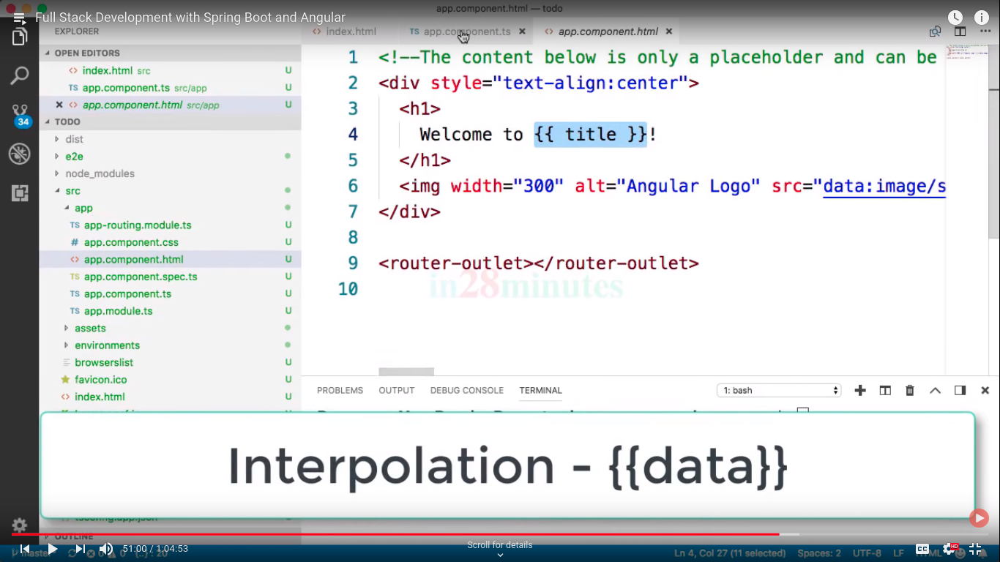 app.component.html — todo
Full Stack Development with Spring Boot and Angular
EXPLORER
index.html
TS app.component.ts
app.component.html
OPEN EDITORS
index.html src U
TS app.component.ts src/app U
app.component.html src/app U
TODO
34
dist
e2e
node_modules
src
app
TS app-routing.module.ts U
# app.component.css U
app.component.html U
TS app.component.spec.ts U
TS app.component.ts U
TS app.module.ts U
assets
environments
browserslist U
favicon.ico U
index.html U
1 <!--The content below is only a placeholder and can be
2 <div style="text-align:center">
3 <h1>
4 Welcome to {{ title }}!
5 </h1>
6 <img width="300" alt="Angular Logo" src="data:image/s
7 </div>
8
9 <router-outlet></router-outlet>
10
in28minutes
PROBLEMS OUTPUT DEBUG CONSOLE TERMINAL 1: bash
Interpolation - {{data}}
OUTLINE
51:00 / 1:04:53
Scroll for details
CC HD
master
Ln 4, Col 27 (11 selected) Spaces: 2 UTF-8 LF HTML